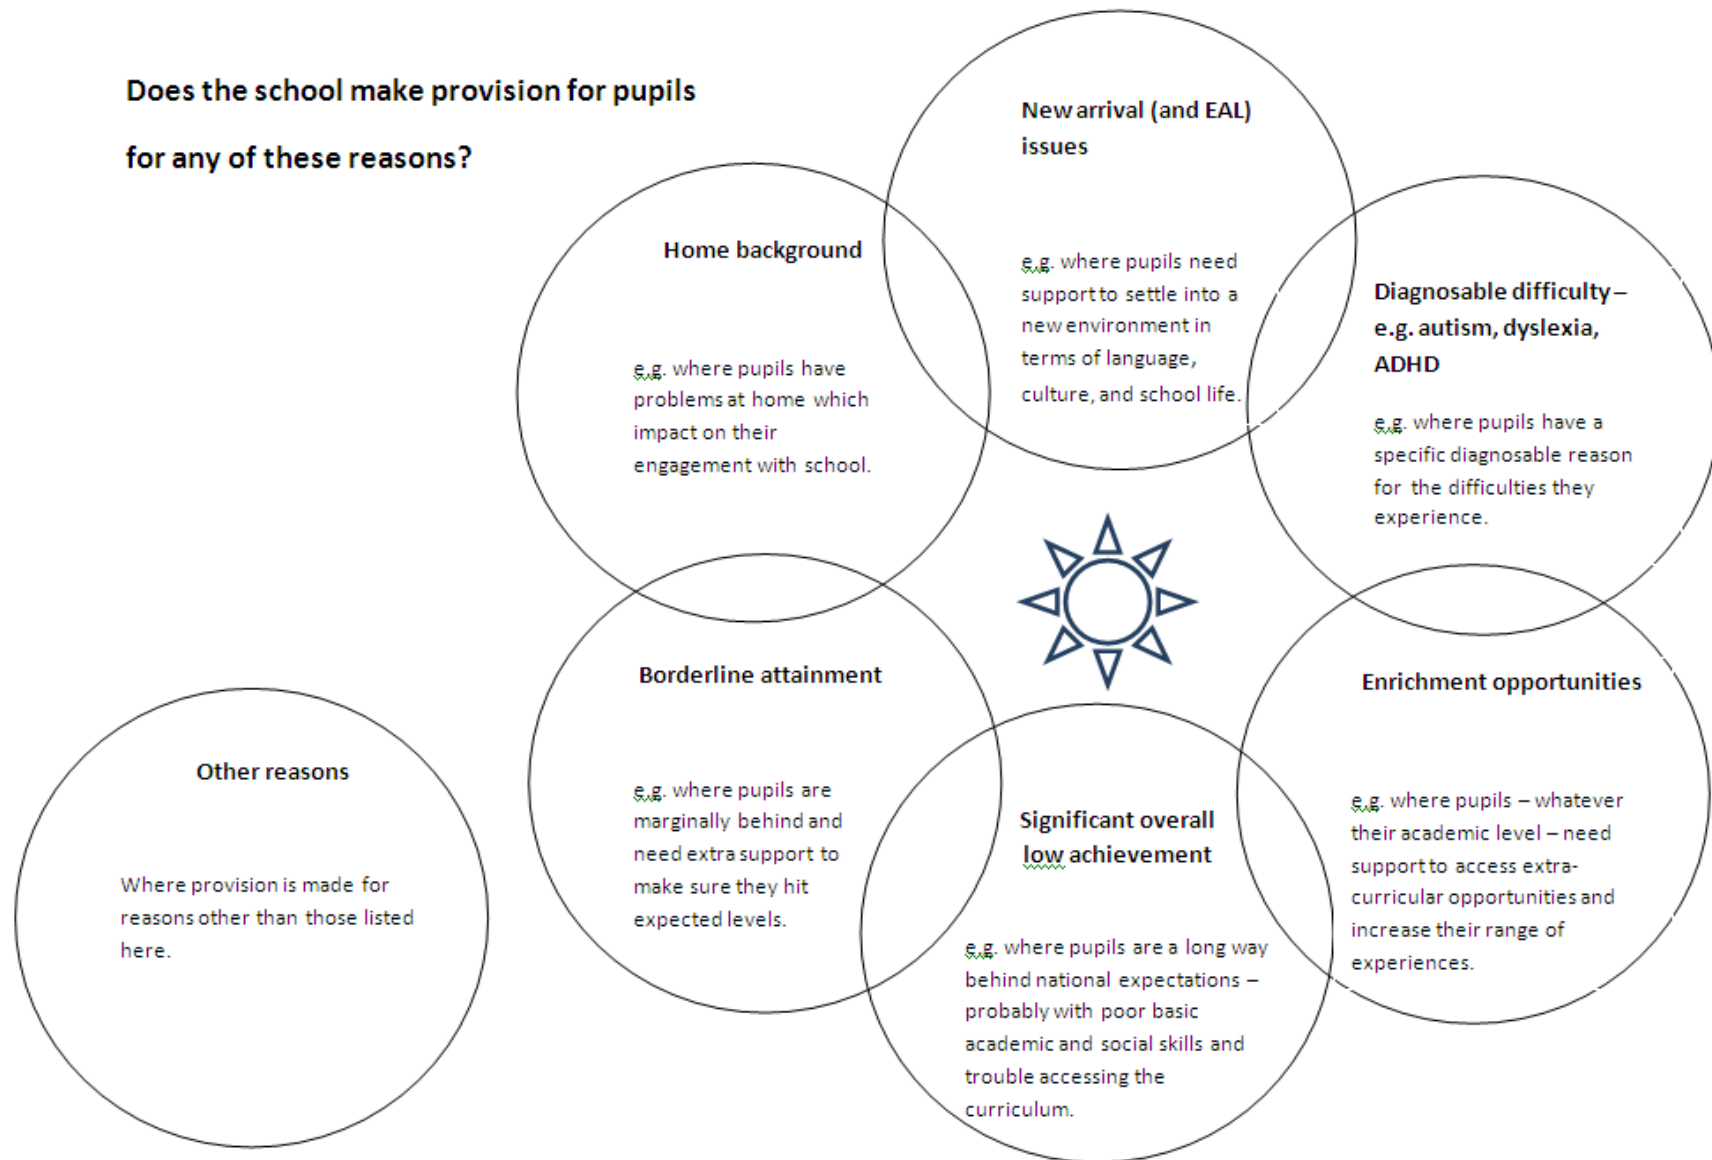 Does the school make provision for pupils
for any of these reasons?
New arrival (and EAL)
issues
e.g. where pupils need
support to settle into a
new environment in
terms of language,
culture, and school life.
Home background
e.g. where pupils have
problems at home which
impact on their
engagement with school.
Diagnosable difficulty –
e.g. autism, dyslexia,
ADHD
e.g. where pupils have a
specific diagnosable reason
for the difficulties they
experience.
Borderline attainment
e.g. where pupils are
marginally behind and
need extra support to
make sure they hit
expected levels.
Enrichment opportunities
e.g. where pupils – whatever
their academic level – need
support to access extra-
curricular opportunities and
increase their range of
experiences.
Other reasons
Where provision is made for
reasons other than those listed
here.
Significant overall
low achievement
e.g. where pupils are a long way
behind national expectations –
probably with poor basic
academic and social skills and
trouble accessing the
curriculum.